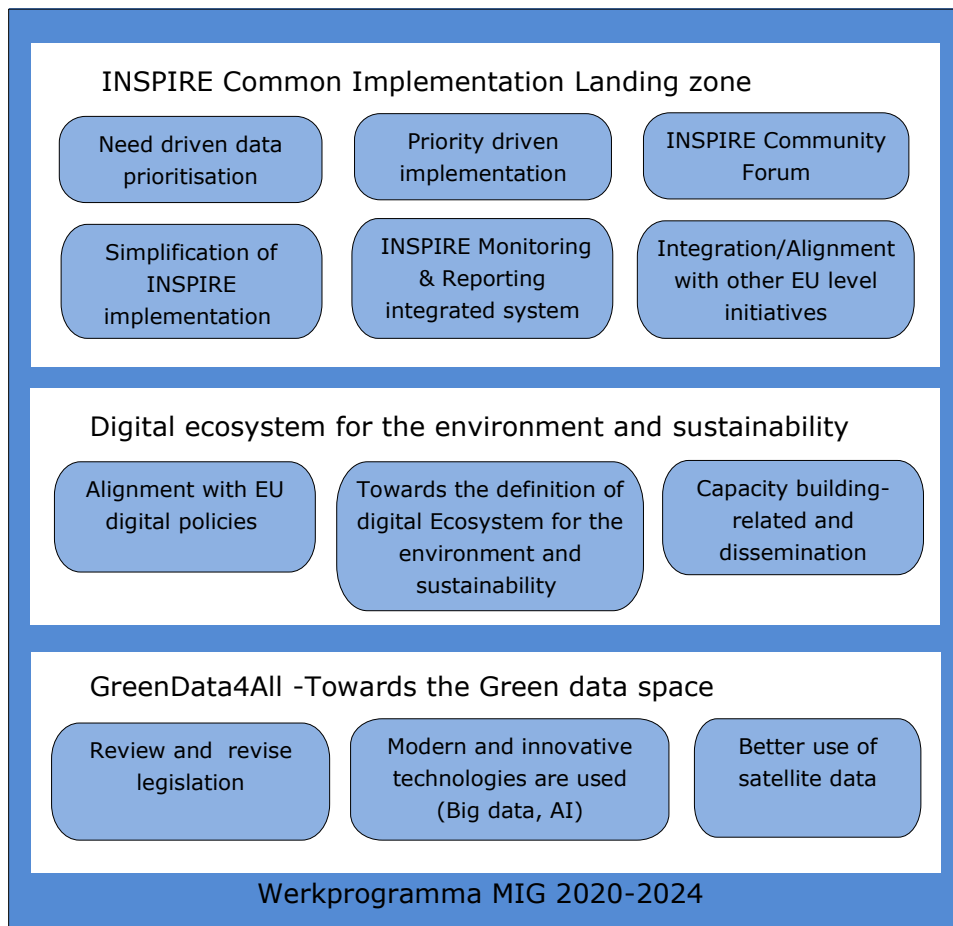 INSPIRE Common Implementation Landing zone
Need driven data
prioritisation
Priority driven
implementation
INSPIRE Community
Forum
Simplification of
INSPIRE
implementation
INSPIRE Monitoring
& Reporting
integrated system
Integration/Alignment
with other EU level
initiatives
Digital ecosystem for the environment and sustainability
Alignment with EU
digital policies
Towards the definition of
digital Ecosystem for the
environment and
sustainability
Capacity building-
related and
dissemination
GreenData4All -Towards the Green data space
Review and  revise
legislation
Modern and innovative
technologies are used
(Big data, AI)
Better use of
satellite data
Werkprogramma MIG 2020-2024